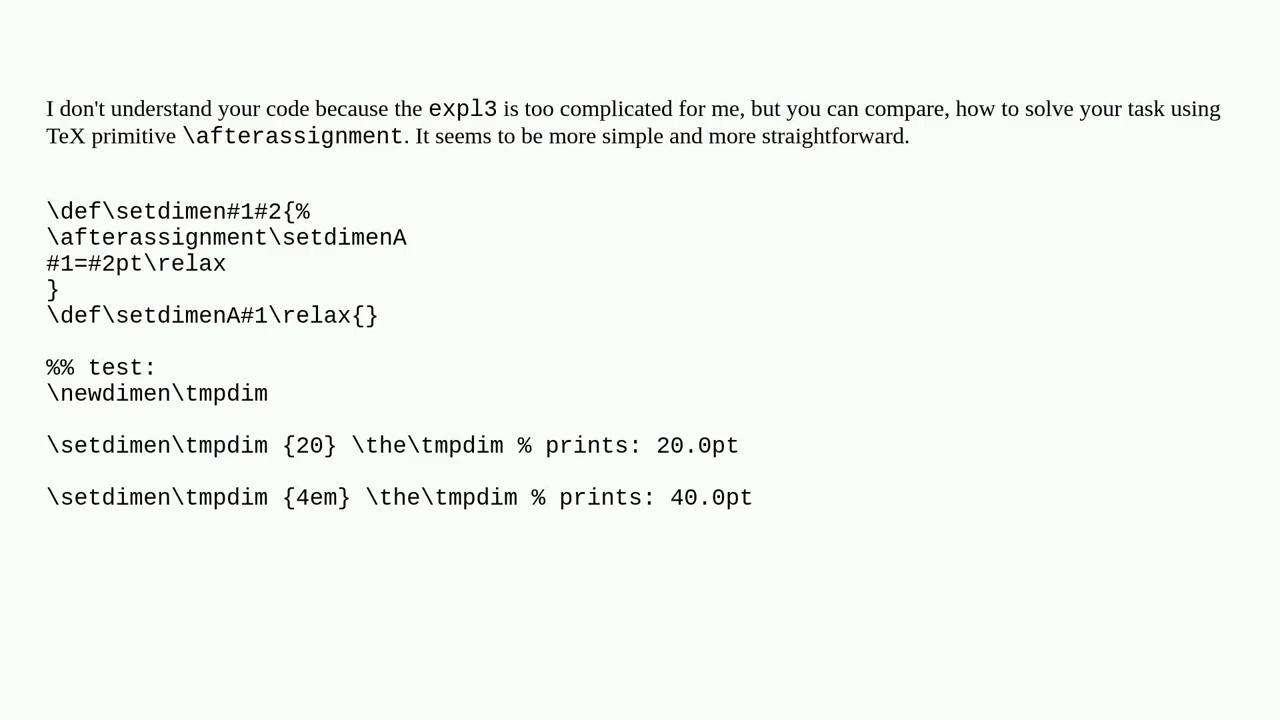 I don't understand your code because the expl3 is too complicated for me, but you can compare, how to solve your task using
TeX primitive \afterassignment. It seems to be more simple and more straightforward.
\def\setdimen#1#2{%
\afterassignment\setdimenA
#1=#2pt\relax
}
\def\setdimenA#1\relax{}
%% test:
\newdimen\tmpdim
\setdimen\tmpdim {20} \the\tmpdim % prints: 20.0pt
\setdimen\tmpdim {4em} \the\tmpdim % prints: 40.0pt